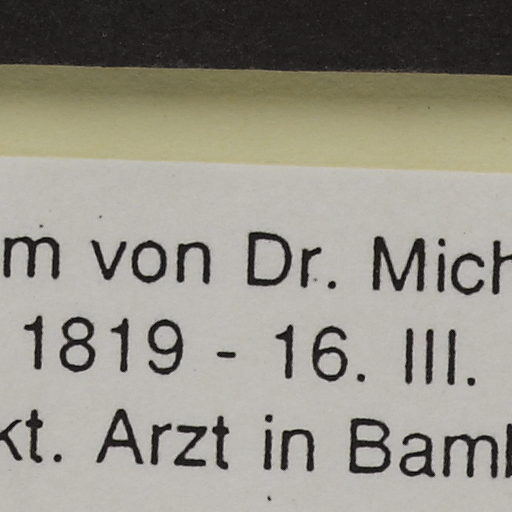 m von Dr. Mich
1819 - 16. III.
kt. Arzt in Bam